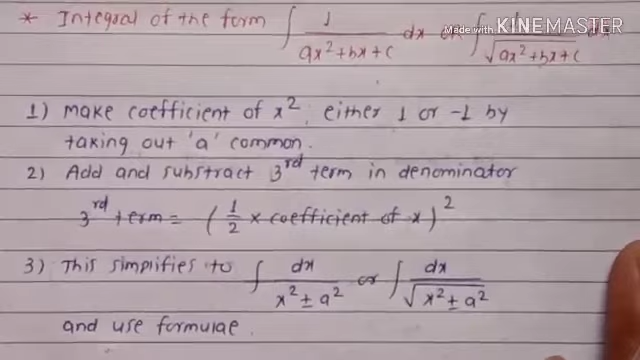 * Integral of the form ∫ 1/(ax²+bx+c) dx or ∫ /√(ax²+bx+c) dx
Made with KINEMASTER
1) Make coefficient of x², either 1 or -1 by
taking out 'a' common.
2) Add and substract 3rd term in denominator
3rd term = (1/2 × coefficient of x)²
3) This simplifies to ∫ dx/(x² ± a²) or ∫ dx/√(x² ± a²)
and use formulae.